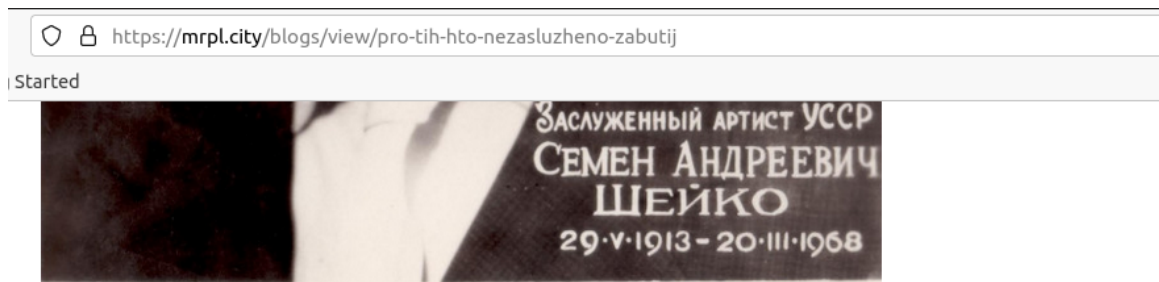 https://mrpl.city/blogs/view/pro-tih-hto-nezasluzheno-zabutij
Started
Заслуженный артист УССР
Семен Андреевич
Шейко
29·V·1913 – 20·III·1968